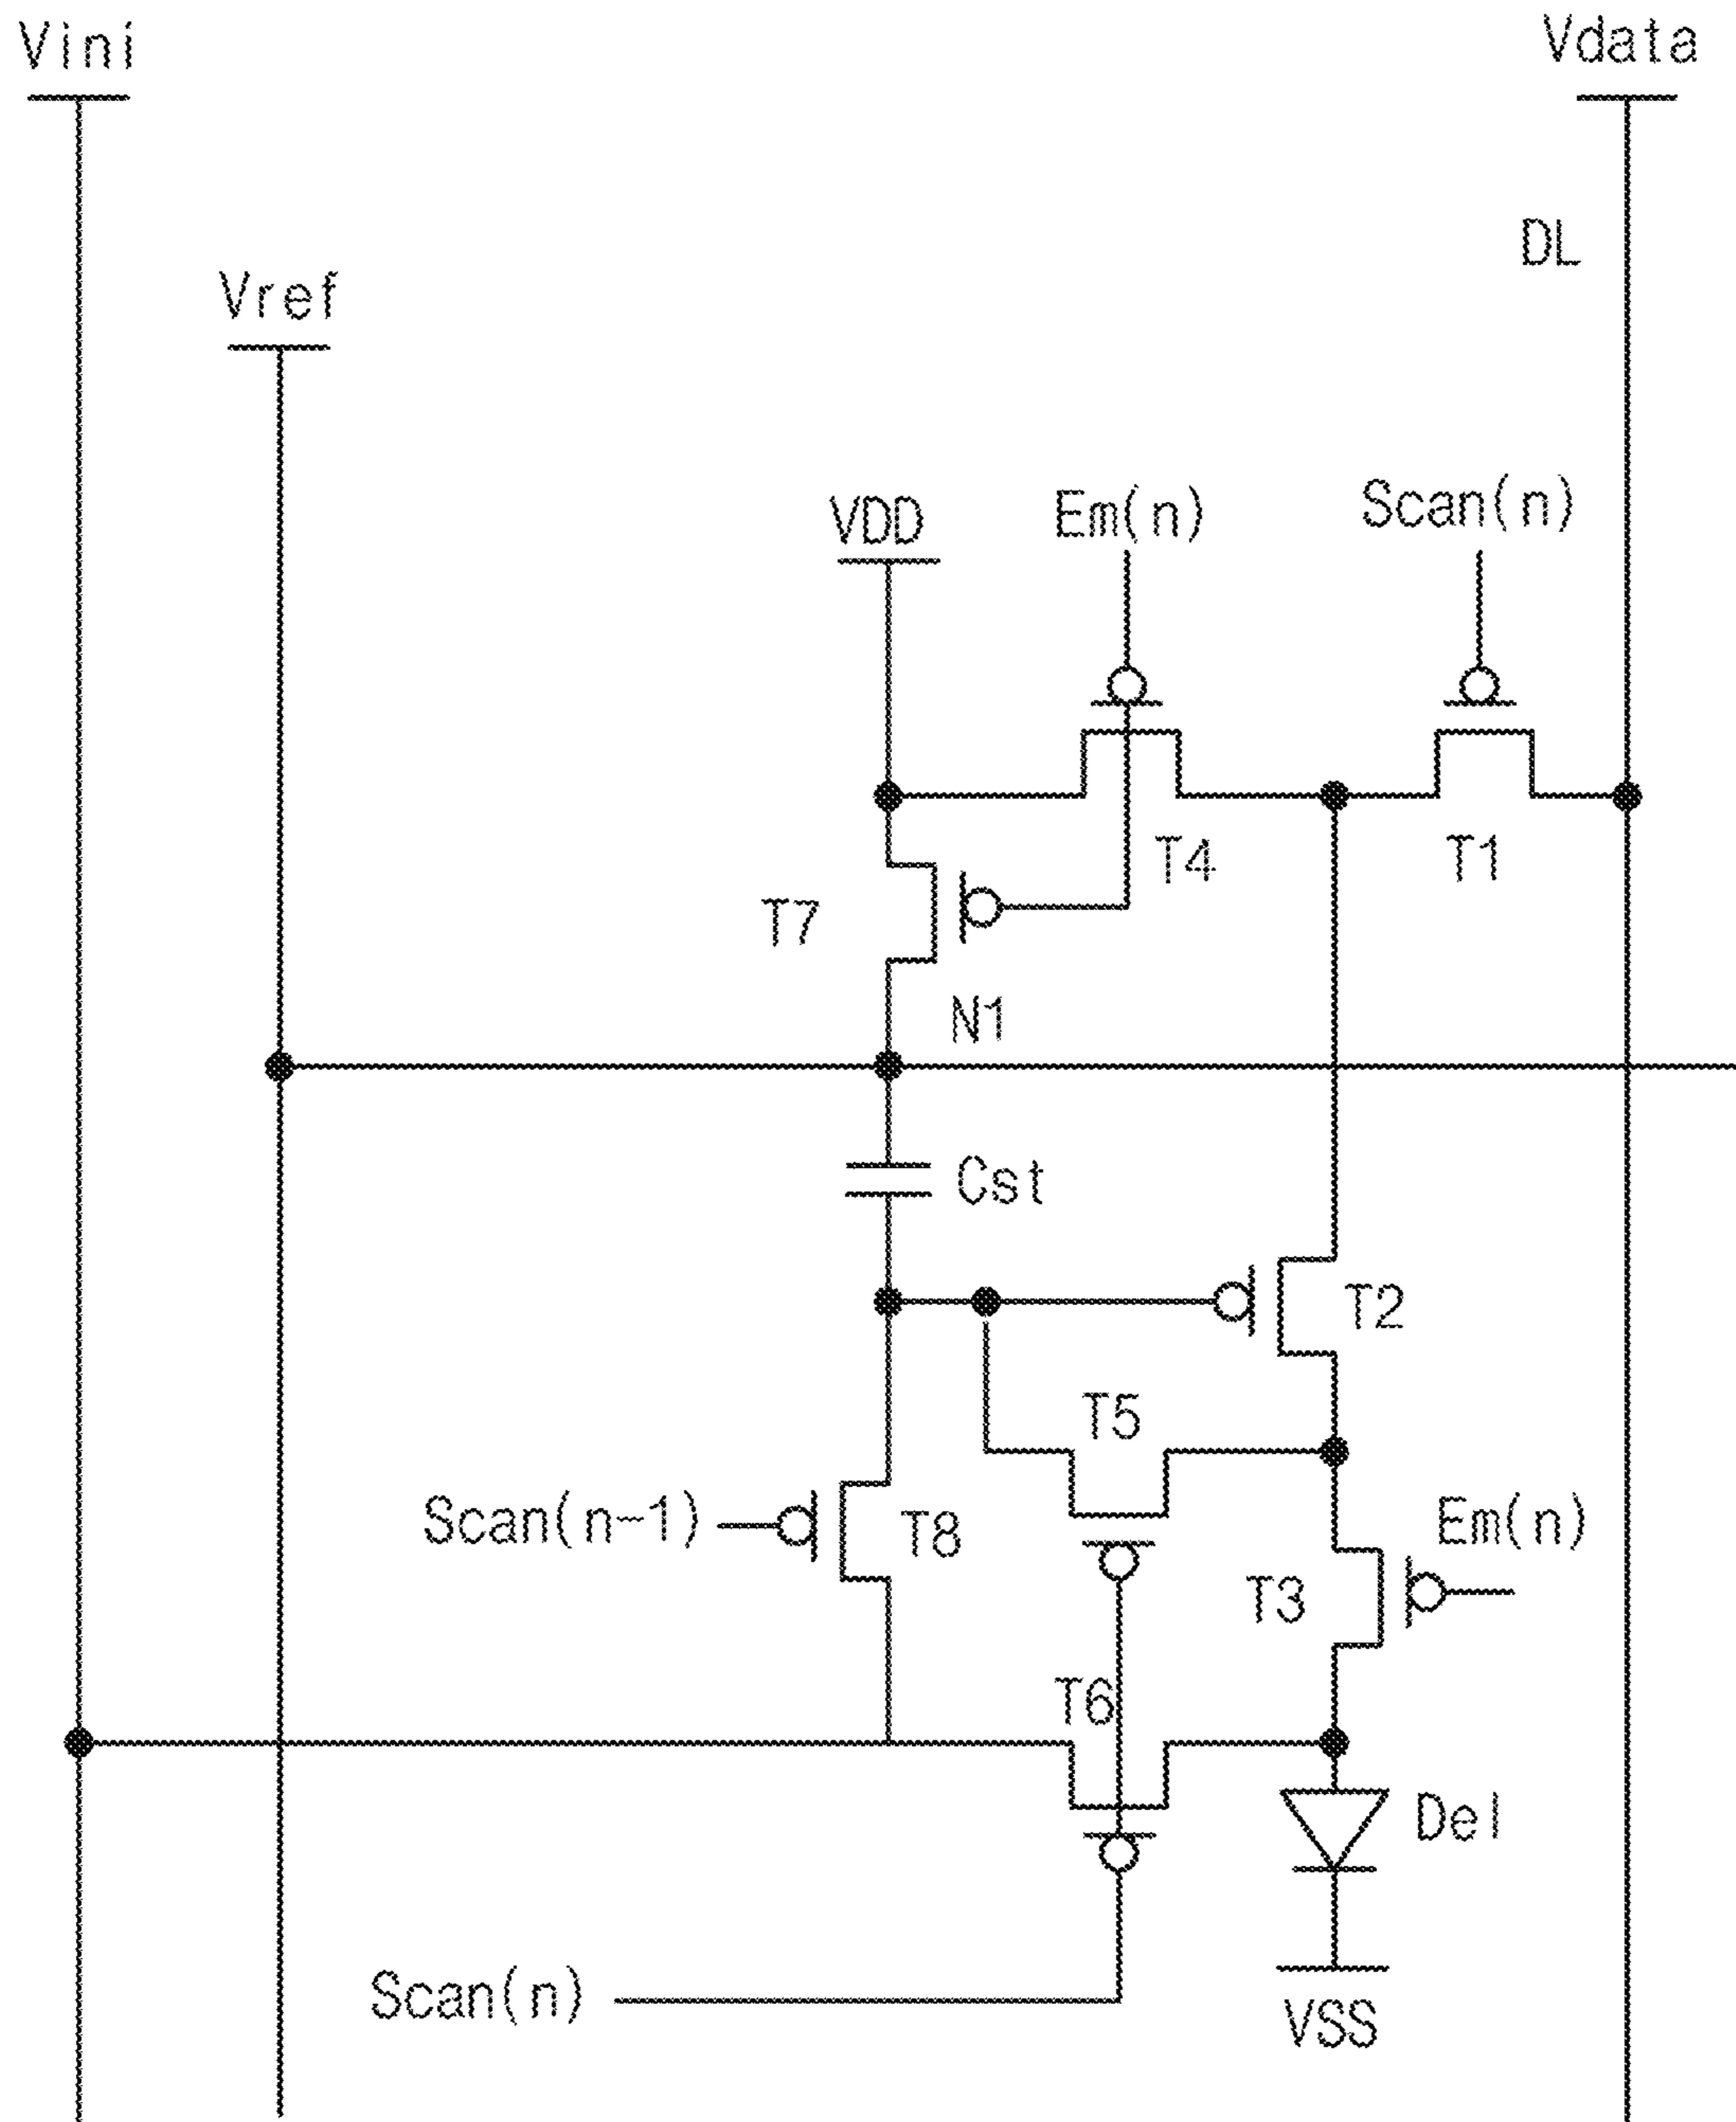 Vini
Vdata
DL
Vref
VDD
Em(n)
Scan(n)
T4
T1
T7
N1
Cst
T2
T5
Scan(n-1)
T8
Em(n)
T3
T6
Del
Scan(n)
VSS